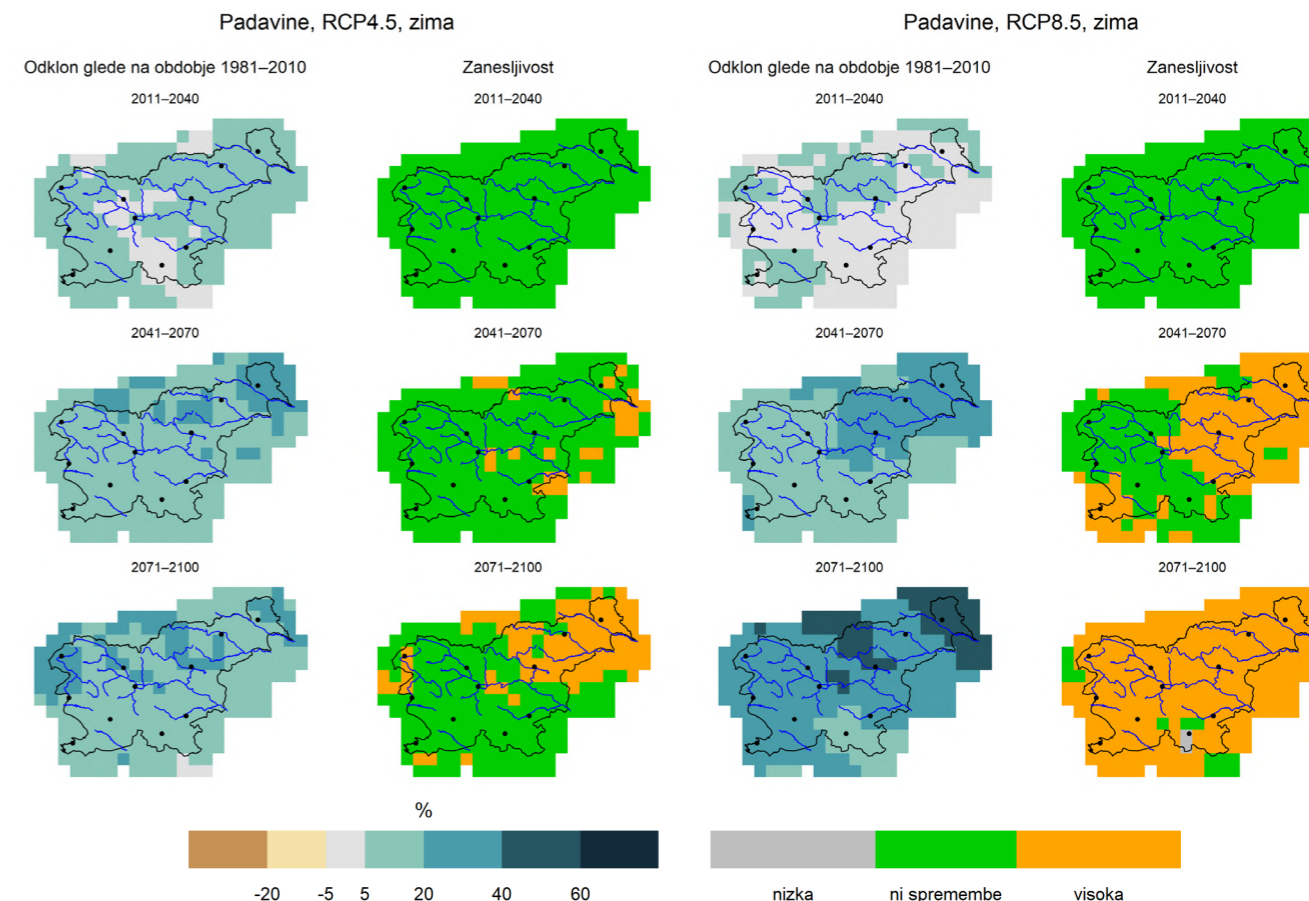 Padavine, RCP4.5, zima
Padavine, RCP8.5, zima
Odklon glede na obdobje 1981–2010
Zanesljivost
Odklon glede na obdobje 1981–2010
Zanesljivost
2011–2040
2011–2040
2011–2040
2011–2040
2041–2070
2041–2070
2041–2070
2041–2070
2071–2100
2071–2100
2071–2100
2071–2100
%
-20 -5 5 20 40 60
nizka ni spremembe visoka